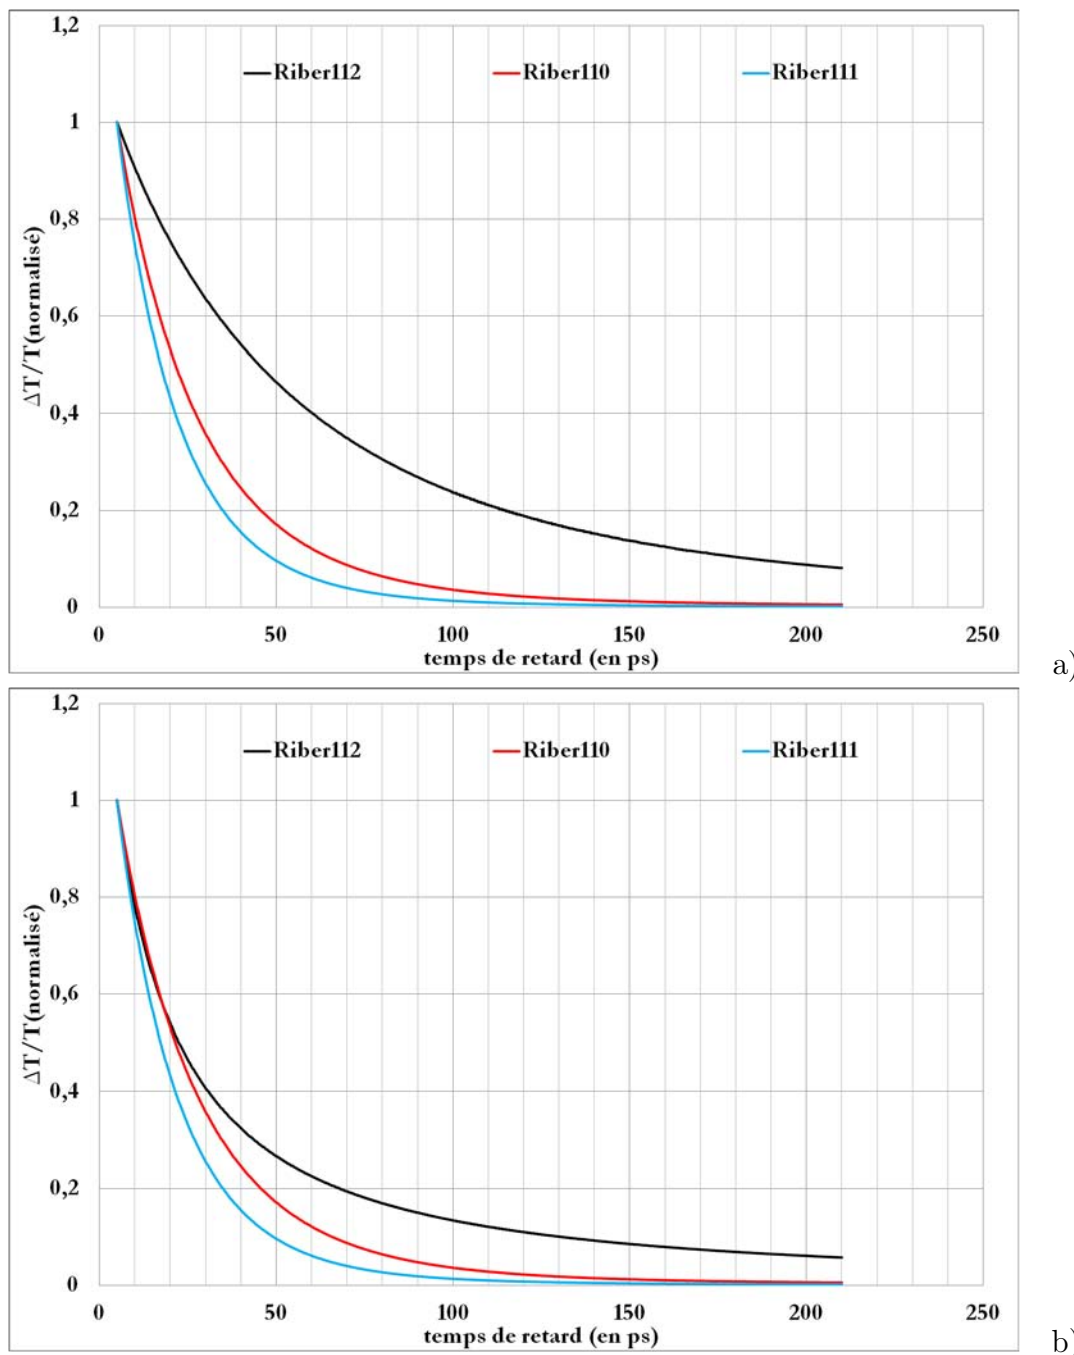 1,2
Riber112 Riber110 Riber111
1
0,8
0,6
0,4
0,2
0
ΔT/T(normalisé)
0 50 100 150 200 250
temps de retard (en ps)
a)
1,2
Riber112 Riber110 Riber111
1
0,8
0,6
0,4
0,2
0
ΔT/T(normalisé)
0 50 100 150 200 250
temps de retard (en ps)
b)